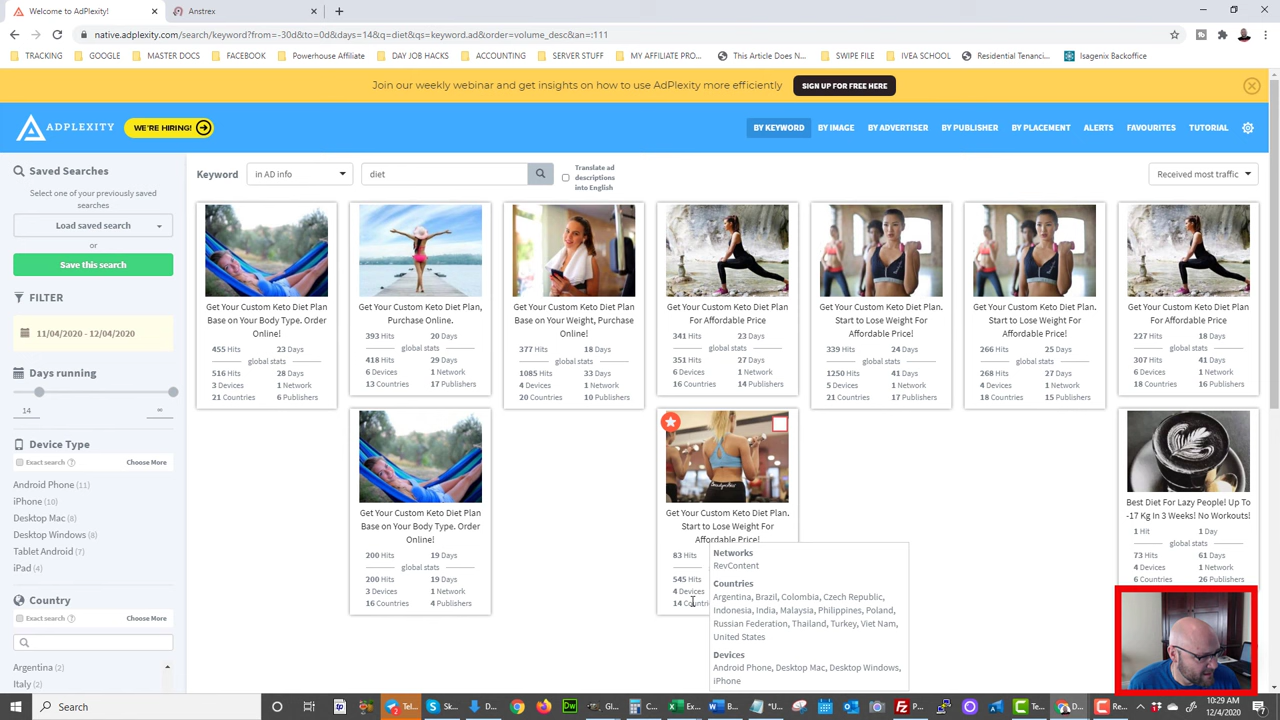 Welcome to AdPlexity!
Anstrex
native.adplexity.com/search/keyword?from=-30d&to=0d&days=14&q=diet&qs=keyword.ad&order=volume_desc&an=:111
TRACKING
GOOGLE
MASTER DOCS
FACEBOOK
Powerhouse Affiliate
DAY JOB HACKS
ACCOUNTING
SERVER STUFF
MY AFFILIATE PRO...
This Article Does N...
SWIPE FILE
IVEA SCHOOL
Residential Tenanci...
Isagenix Backoffice
Join our weekly webinar and get insights on how to use AdPlexity more efficiently
SIGN UP FOR FREE HERE
ADPLEXITY
WE'RE HIRING!
BY KEYWORD
BY IMAGE
BY ADVERTISER
BY PUBLISHER
BY PLACEMENT
ALERTS
FAVOURITES
TUTORIAL
Saved Searches
Select one of your previously saved
searches
Load saved search
or
Save this search
FILTER
11/04/2020 - 12/04/2020
Days running
14
∞
Device Type
Exact search
Choose More
Android Phone (11)
iPhone (10)
Desktop Mac (8)
Desktop Windows (8)
Tablet Android (7)
iPad (4)
Country
Exact search
Choose More
Argentina (2)
Italy (2)
Keyword
in AD info
diet
Translate ad
descriptions
into English
Received most traffic
Get Your Custom Keto Diet Plan
Base on Your Body Type. Order
Online!
455 Hits 23 Days
global stats
516 Hits 28 Days
3 Devices 1 Network
21 Countries 6 Publishers
Get Your Custom Keto Diet Plan,
Purchase Online.
393 Hits 20 Days
global stats
418 Hits 29 Days
6 Devices 1 Network
13 Countries 17 Publishers
Get Your Custom Keto Diet Plan
Base on Your Weight, Purchase
Online!
377 Hits 18 Days
global stats
1085 Hits 33 Days
4 Devices 1 Network
20 Countries 10 Publishers
Get Your Custom Keto Diet Plan
For Affordable Price
341 Hits 23 Days
global stats
351 Hits 27 Days
6 Devices 1 Network
16 Countries 14 Publishers
Get Your Custom Keto Diet Plan.
Start to Lose Weight For
Affordable Price!
339 Hits 24 Days
global stats
1250 Hits 41 Days
5 Devices 1 Network
21 Countries 17 Publishers
Get Your Custom Keto Diet Plan.
Start to Lose Weight For
Affordable Price!
266 Hits 25 Days
global stats
268 Hits 27 Days
4 Devices 1 Network
18 Countries 15 Publishers
Get Your Custom Keto Diet Plan
For Affordable Price
227 Hits 18 Days
global stats
307 Hits 41 Days
6 Devices 1 Network
18 Countries 16 Publishers
Get Your Custom Keto Diet Plan
Base on Your Body Type. Order
Online!
200 Hits 19 Days
global stats
200 Hits 19 Days
3 Devices 1 Network
16 Countries 4 Publishers
Get Your Custom Keto Diet Plan.
Start to Lose Weight For
Affordable Price!
83 Hits
545 Hits
4 Devices
14 Countri
Networks
RevContent
Countries
Argentina, Brazil, Colombia, Czech Republic,
Indonesia, India, Malaysia, Philippines, Poland,
Russian Federation, Thailand, Turkey, Viet Nam,
United States
Devices
Android Phone, Desktop Mac, Desktop Windows,
iPhone
Best Diet For Lazy People! Up To
-17 Kg In 3 Weeks! No Workouts!
1 Hit 1 Day
global stats
73 Hits 61 Days
4 Devices 1 Network
6 Countries 26 Publishers
Search
Tel...
Sk...
Do...
Gl...
C...
Ex...
W...
*U...
Jo...
Re...
Re...
D...
A...
C...
R...
10:29 AM
12/4/2020